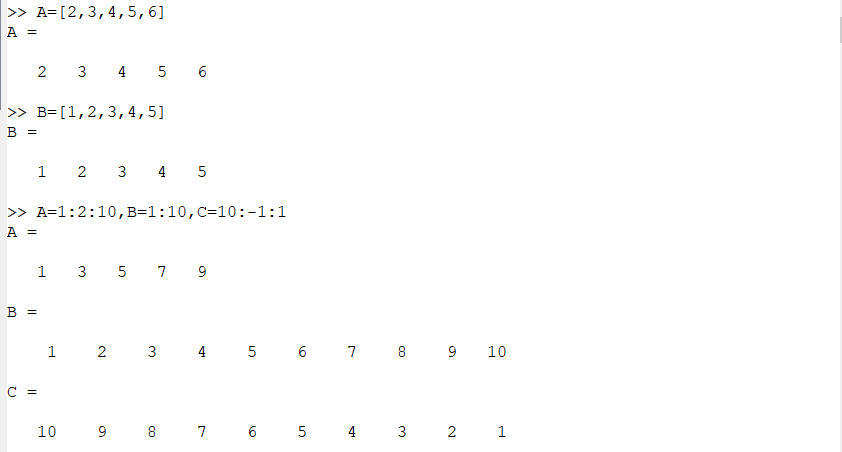 >> A=[2,3,4,5,6]
A =
2 3 4 5 6
>> B=[1,2,3,4,5]
B =
1 2 3 4 5
>> A=1:2:10,B=1:10,C=10:-1:1
A =
1 3 5 7 9
B =
1 2 3 4 5 6 7 8 9 10
C =
10 9 8 7 6 5 4 3 2 1